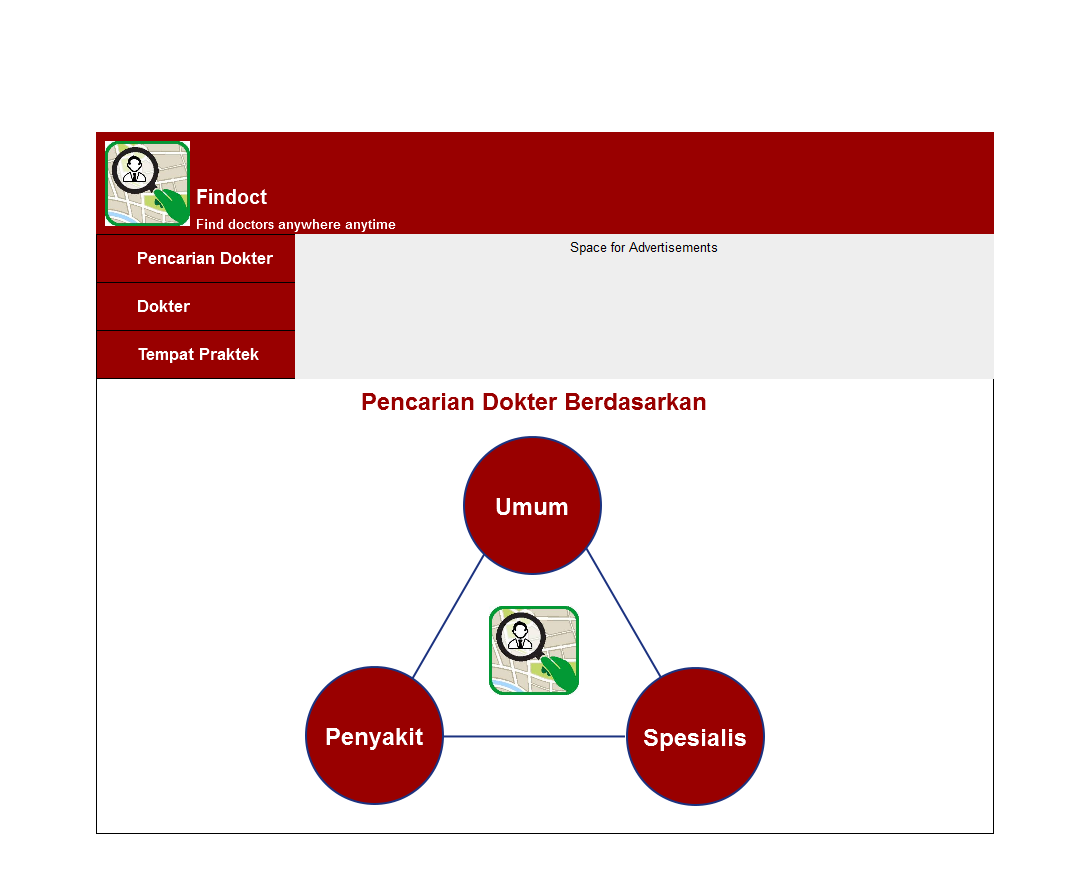 Findoct
Find doctors anywhere anytime
Pencarian Dokter
Space for Advertisements
Dokter
Tempat Praktek
Pencarian Dokter Berdasarkan
Umum
Penyakit
Spesialis